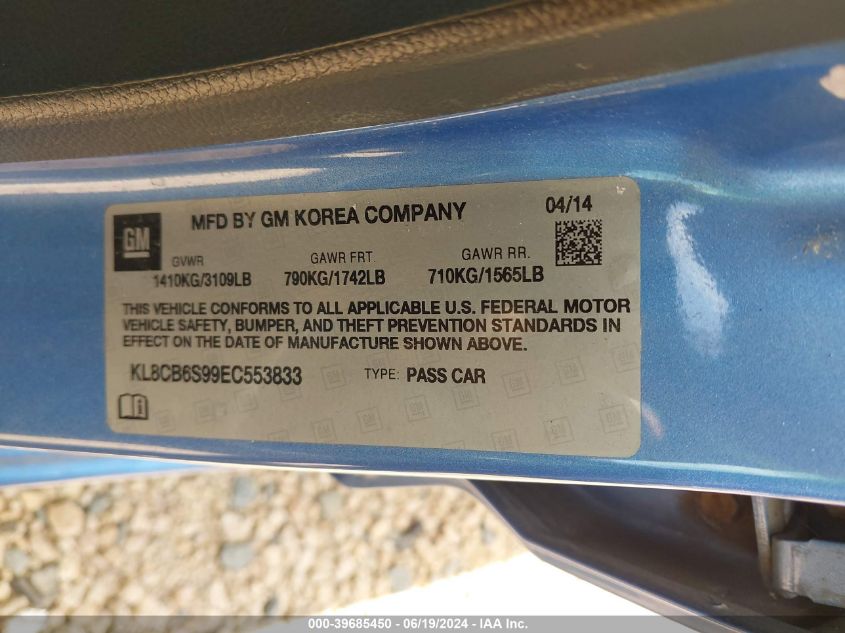 GM
MFD BY GM KOREA COMPANY 04/14
GVWR GAWR FRT. GAWR RR.
1410KG/3109LB 790KG/1742LB 710KG/1565LB
THIS VEHICLE CONFORMS TO ALL APPLICABLE U.S. FEDERAL MOTOR
VEHICLE SAFETY, BUMPER, AND THEFT PREVENTION STANDARDS IN
EFFECT ON THE DATE OF MANUFACTURE SHOWN ABOVE.
KL8CB6S99EC553833 TYPE: PASS CAR
000-39685450 - 06/19/2024 - IAA Inc.